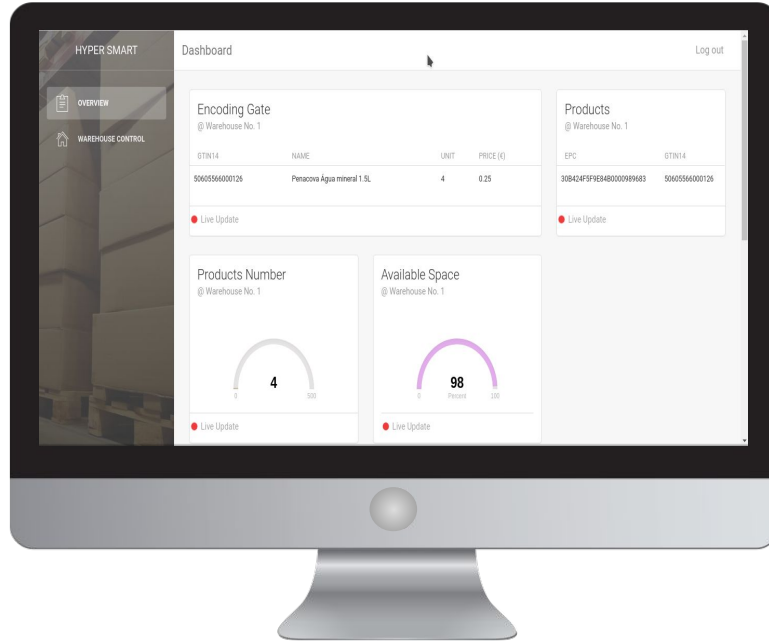 HYPER SMART
Dashboard
Log out
OVERVIEW
WAREHOUSE CONTROL
Encoding Gate
@ Warehouse No. 1
GTIN14 NAME UNIT PRICE (€)
50605566000126 Penacova Água mineral 1.5L 4 0.25
Live Update
Products
@ Warehouse No. 1
EPC GTIN14
30B424F5F9E84B0000989683 50605566000126
Live Update
Products Number
@ Warehouse No. 1
4
0 500
Live Update
Available Space
@ Warehouse No. 1
98
0 Percent 100
Live Update